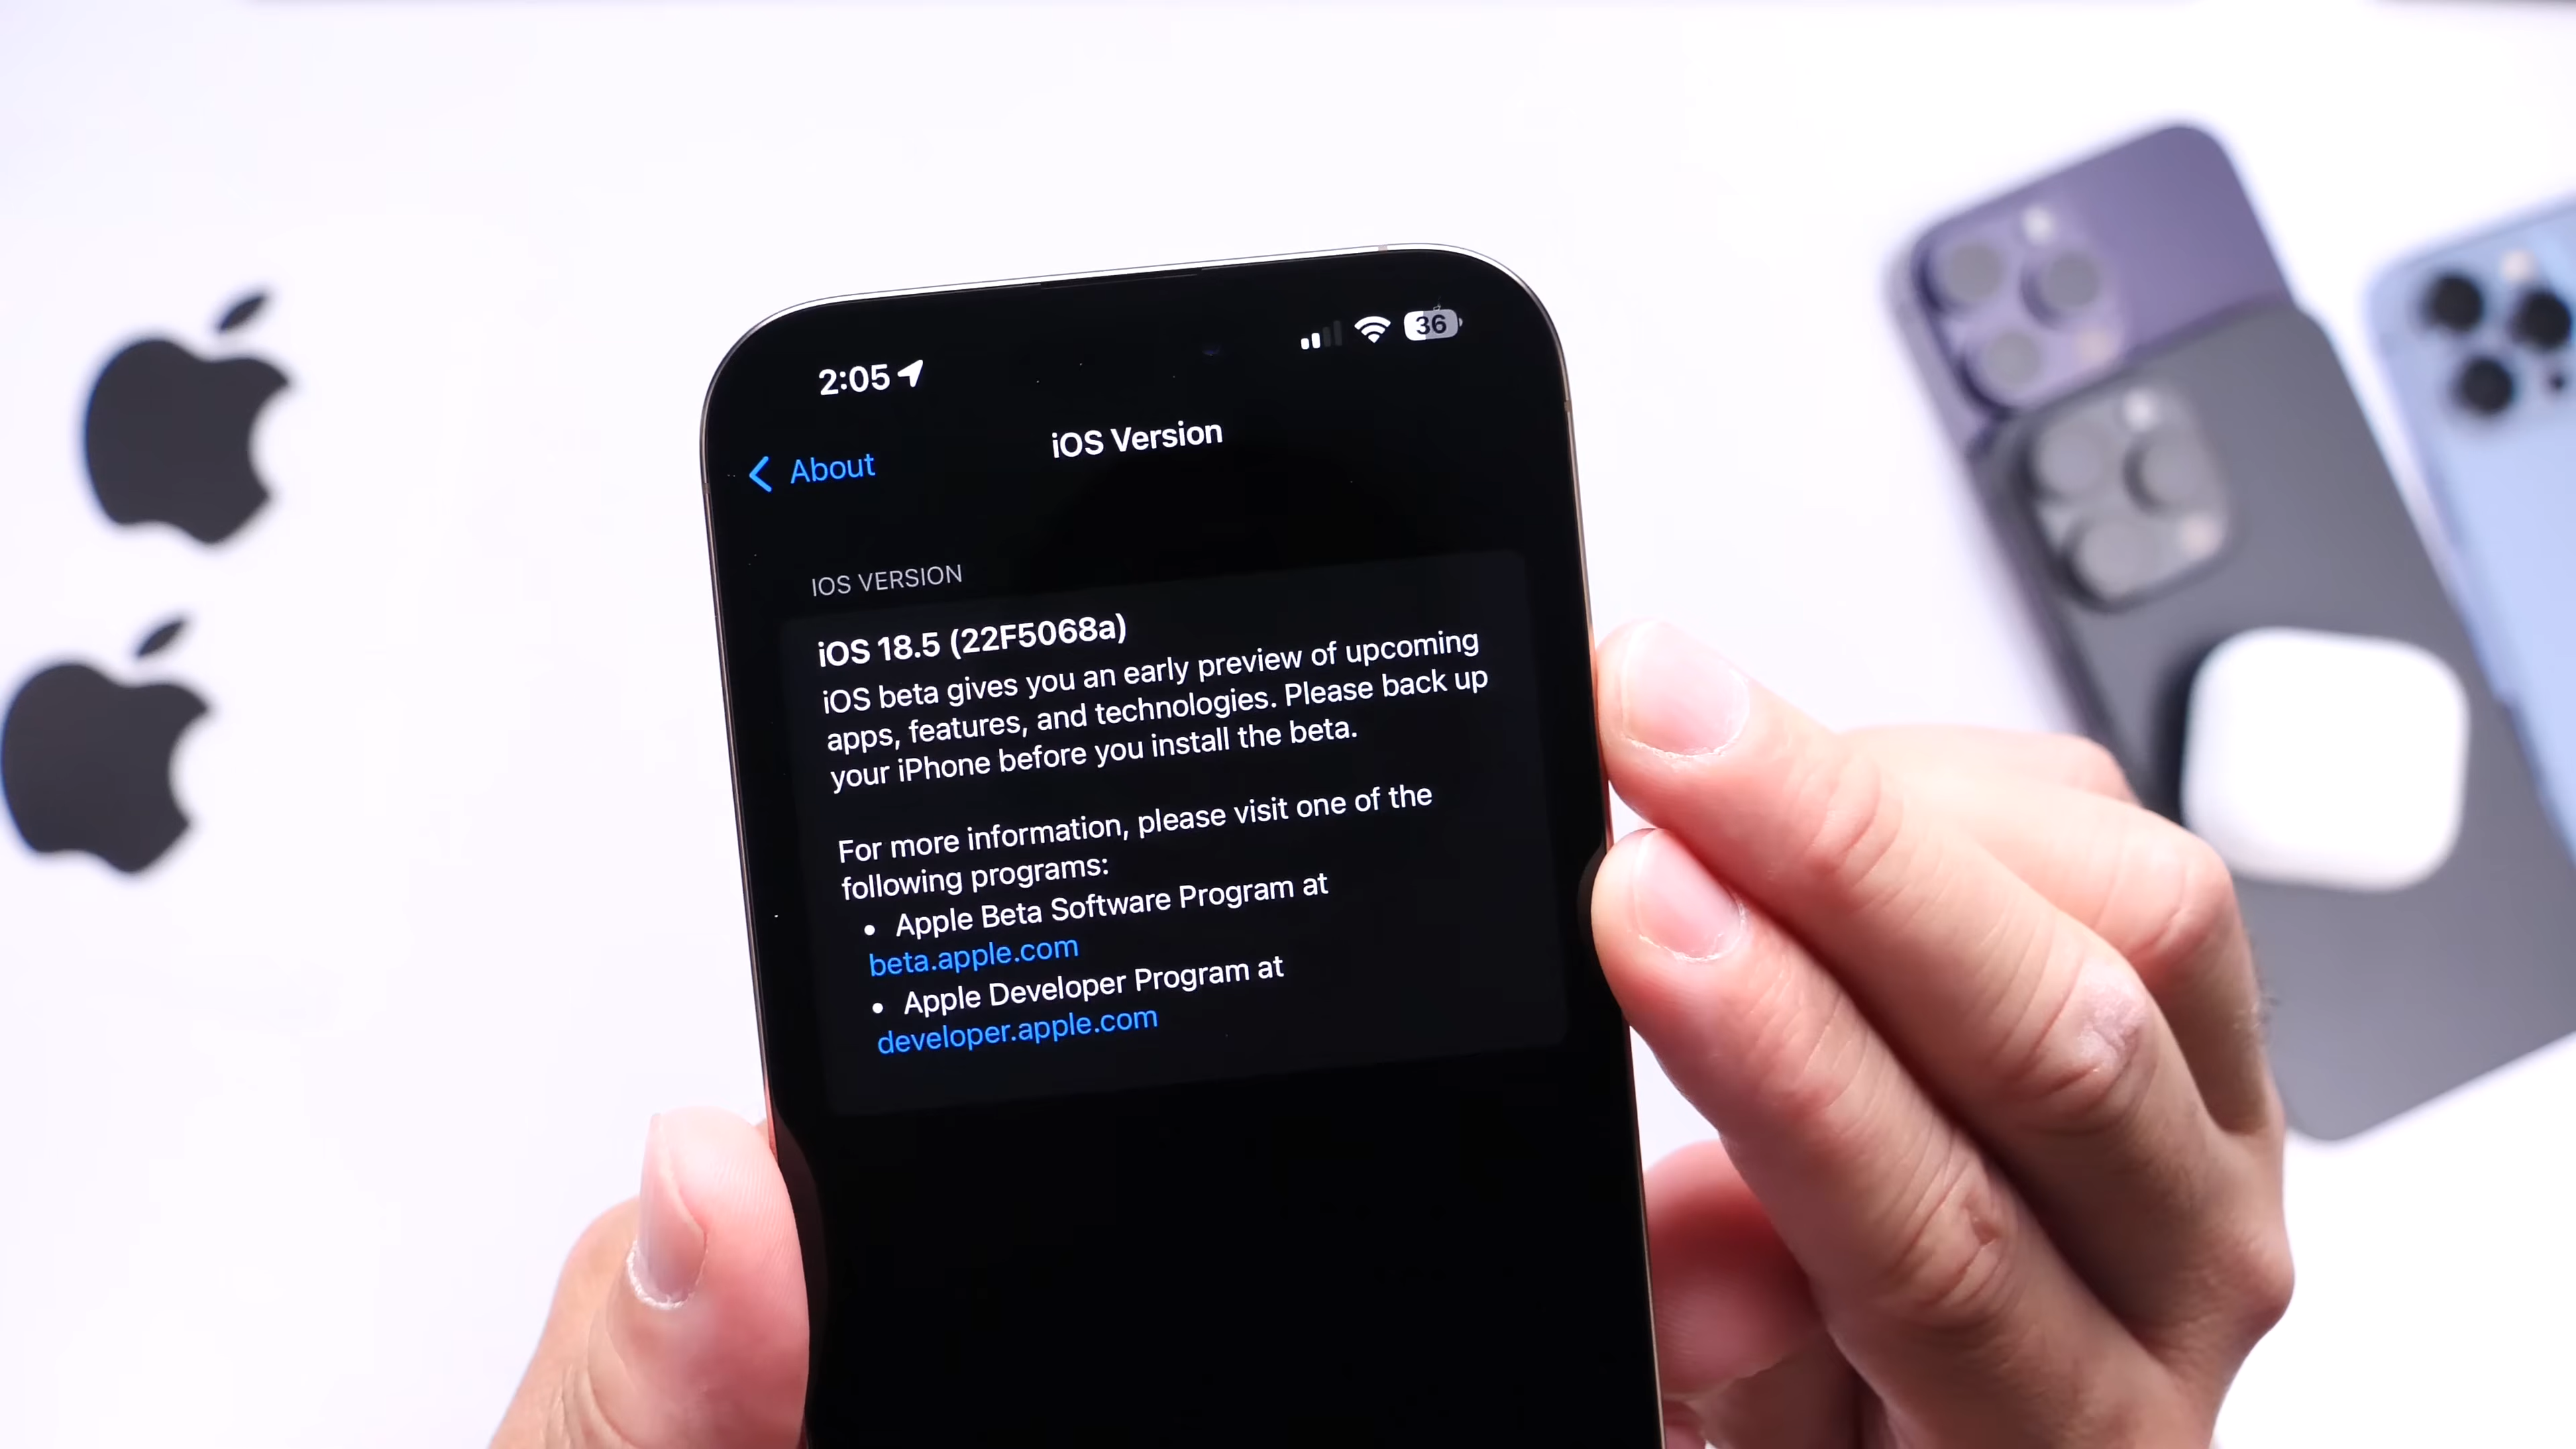 2:05
36
About
iOS Version
IOS VERSION
iOS 18.5 (22F5068a)
iOS beta gives you an early preview of upcoming
apps, features, and technologies. Please back up
your iPhone before you install the beta.
For more information, please visit one of the
following programs:
• Apple Beta Software Program at
beta.apple.com
• Apple Developer Program at
developer.apple.com